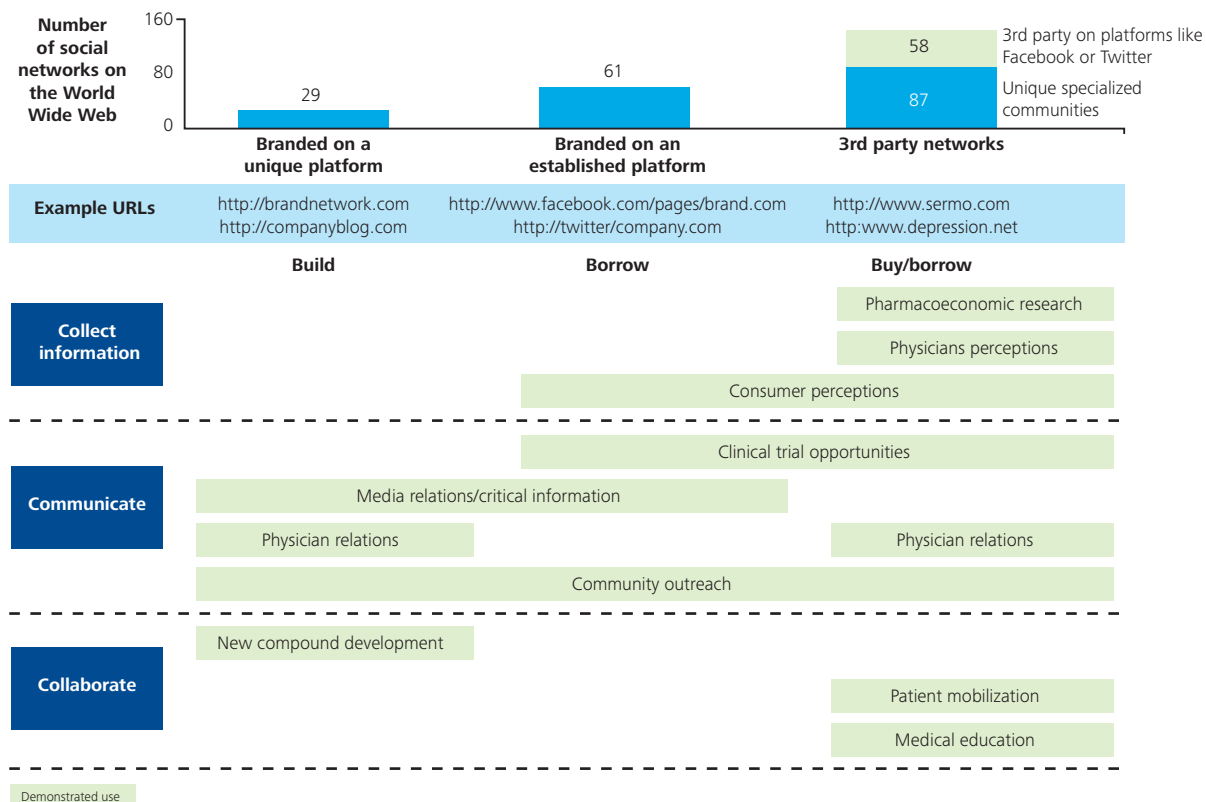 Number
of social
networks on
the World
Wide Web
160
80
0
29
61
58
87
3rd party on platforms like
Facebook or Twitter
Unique specialized
communities
Branded on a
unique platform
Branded on an
established platform
3rd party networks
Example URLs
http://brandnetwork.com
http://companyblog.com
http://www.facebook.com/pages/brand.com
http://twitter/company.com
http://www.sermo.com
http:www.depression.net
Build
Borrow
Buy/borrow
Collect
information
Pharmacoeconomic research
Physicians perceptions
Consumer perceptions
Communicate
Clinical trial opportunities
Media relations/critical information
Physician relations
Physician relations
Community outreach
Collaborate
New compound development
Patient mobilization
Medical education
Demonstrated use